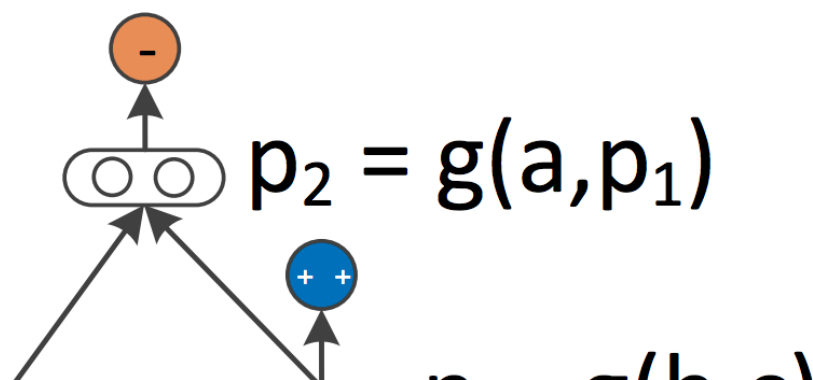 -
p₂ = g(a,p₁)
+ +